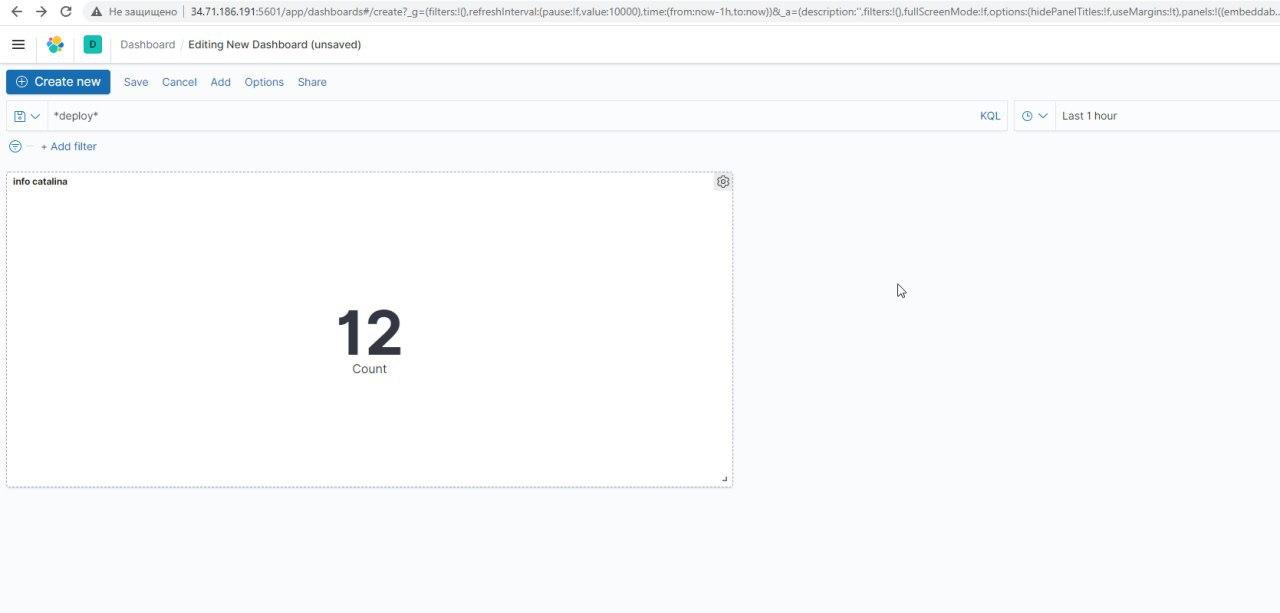 Не защищено 34.71.186.191:5601/app/dashboards#/create?_g=(filters:!(),refreshInterval:(pause:!f,value:10000),time:(from:now-1h,to:now))&_a=(description:'',filters:!(),fullScreenMode:!f,options:(hidePanelTitles:!f,useMargins:!t),panels:!((embeddab...
D Dashboard / Editing New Dashboard (unsaved)
Create new Save Cancel Add Options Share
*deploy* KQL Last 1 hour
+ Add filter
info catalina
12
Count